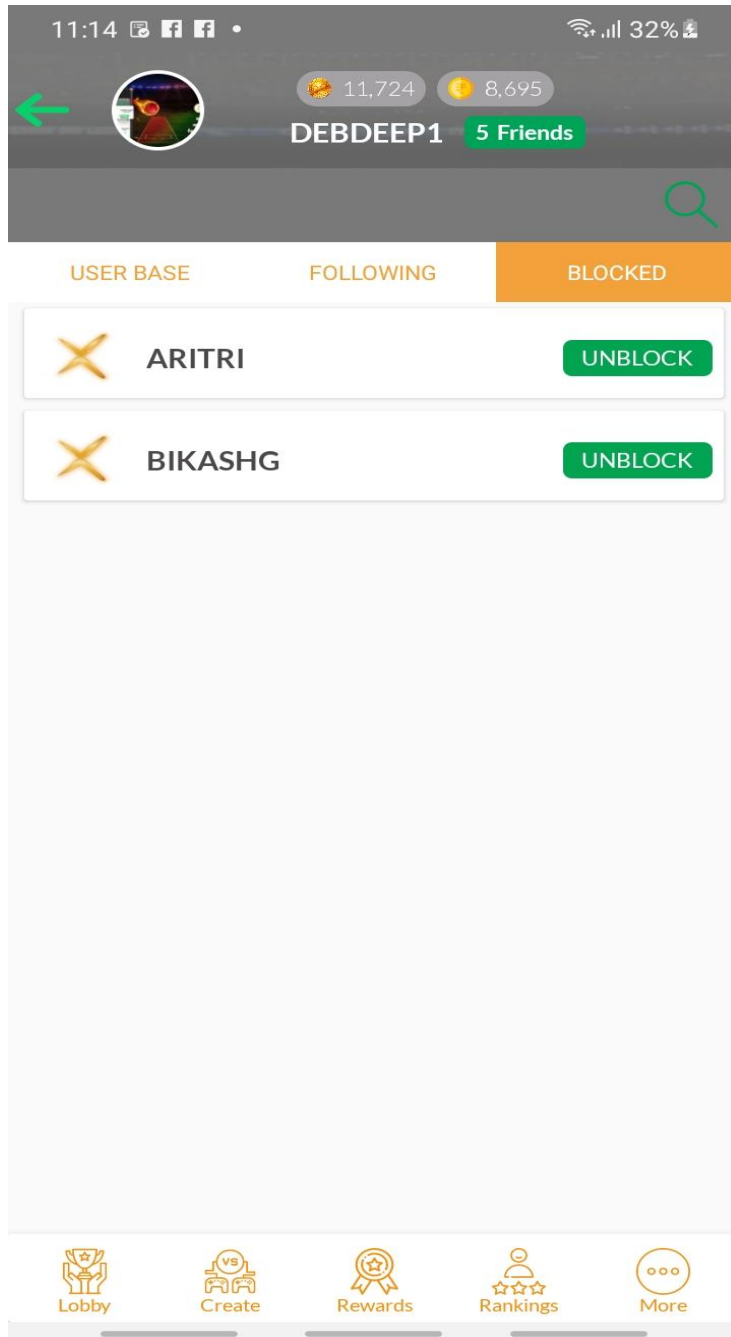 11:14 32%
11,724 8,695
DEBDEEP1 5 Friends
USER BASE FOLLOWING BLOCKED
ARITRI UNBLOCK
BIKASHG UNBLOCK
VS
Lobby Create Rewards Rankings More